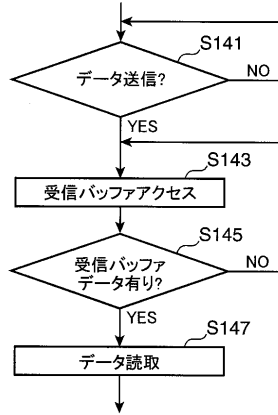 S141
データ送信?
NO
YES
S143
受信バッファアクセス
S145
受信バッファ
データ有り?
NO
YES
S147
データ読取